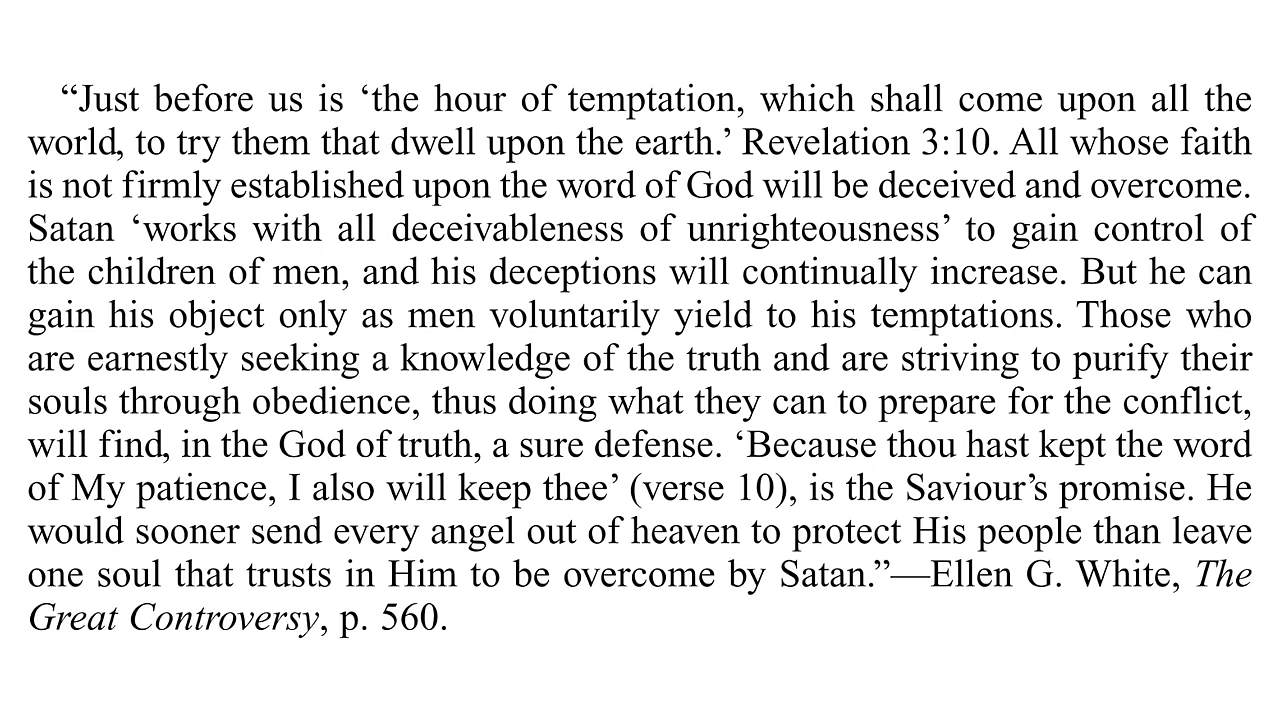 “Just before us is ‘the hour of temptation, which shall come upon all the
world, to try them that dwell upon the earth.’ Revelation 3:10. All whose faith
is not firmly established upon the word of God will be deceived and overcome.
Satan ‘works with all deceivableness of unrighteousness’ to gain control of
the children of men, and his deceptions will continually increase. But he can
gain his object only as men voluntarily yield to his temptations. Those who
are earnestly seeking a knowledge of the truth and are striving to purify their
souls through obedience, thus doing what they can to prepare for the conflict,
will find, in the God of truth, a sure defense. ‘Because thou hast kept the word
of My patience, I also will keep thee’ (verse 10), is the Saviour’s promise. He
would sooner send every angel out of heaven to protect His people than leave
one soul that trusts in Him to be overcome by Satan.”—Ellen G. White, The
Great Controversy, p. 560.